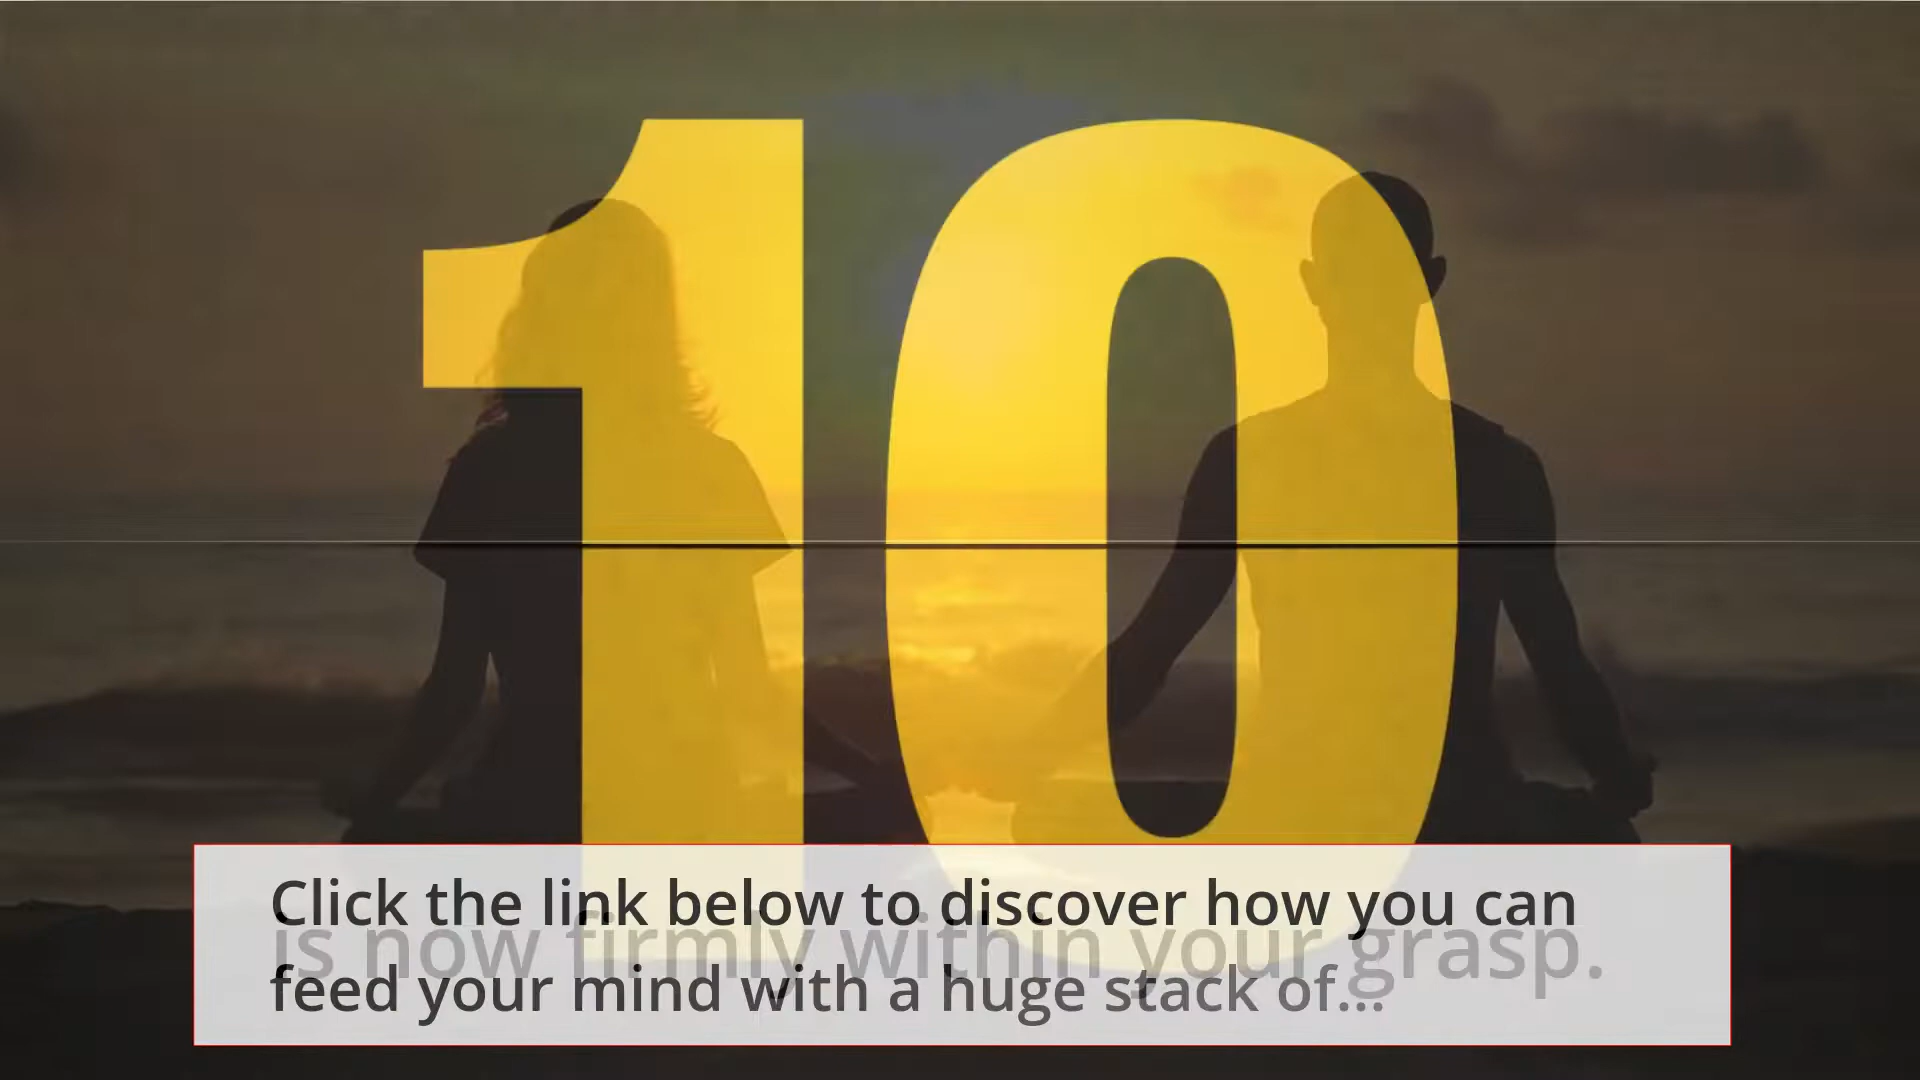 10
Click the link below to discover how you can
is now firmly within your grasp.
feed your mind with a huge stack of...